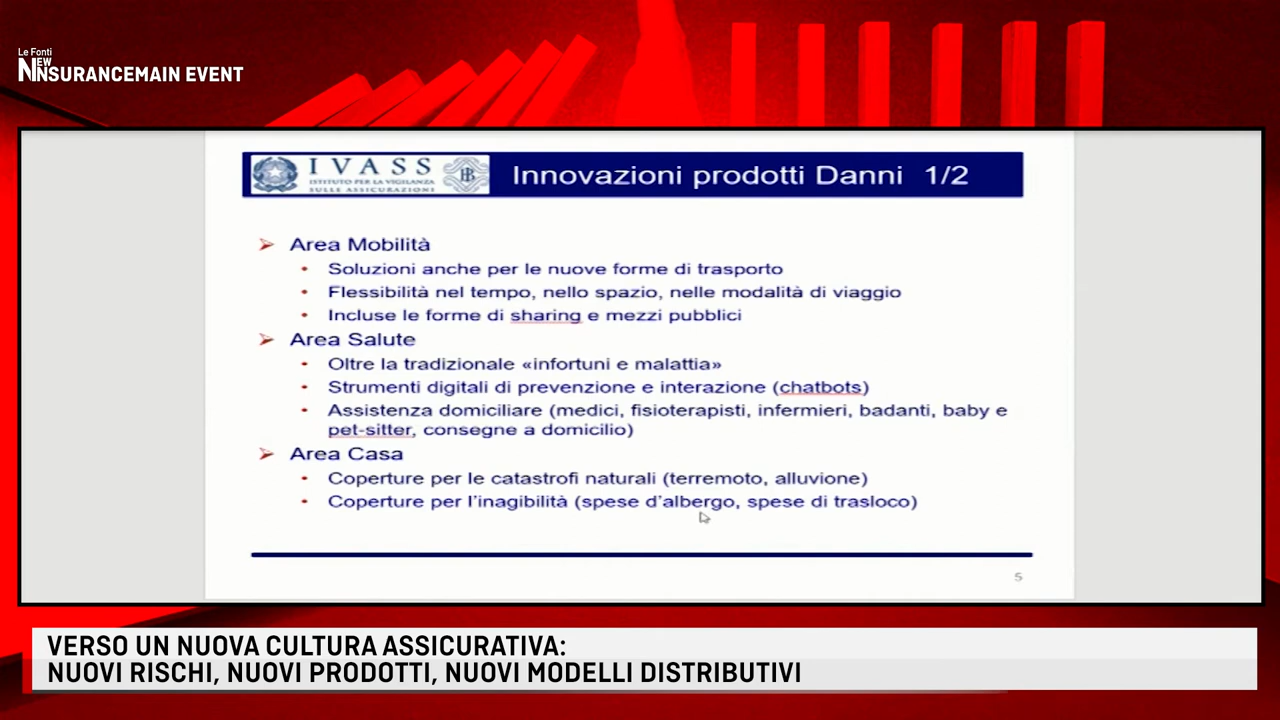 Le Fonti
NEW
INSURANCEMAIN EVENT
IVASS
ISTITUTO PER LA VIGILANZA
SULLE ASSICURAZIONI
Innovazioni prodotti Danni 1/2
Area Mobilità
Soluzioni anche per le nuove forme di trasporto
Flessibilità nel tempo, nello spazio, nelle modalità di viaggio
Incluse le forme di sharing e mezzi pubblici
Area Salute
Oltre la tradizionale «infortuni e malattia»
Strumenti digitali di prevenzione e interazione (chatbots)
Assistenza domiciliare (medici, fisioterapisti, infermieri, badanti, baby e
pet-sitter, consegne a domicilio)
Area Casa
Coperture per le catastrofi naturali (terremoto, alluvione)
Coperture per l'inagibilità (spese d'albergo, spese di trasloco)
5
VERSO UN NUOVA CULTURA ASSICURATIVA:
NUOVI RISCHI, NUOVI PRODOTTI, NUOVI MODELLI DISTRIBUTIVI